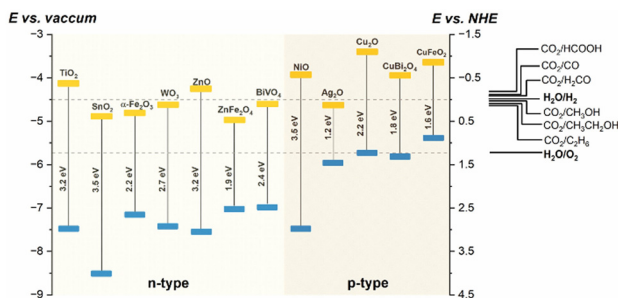 E vs. vaccum
E vs. NHE
−3
−4
−5
−6
−7
−8
−9
TiO₂
3.2 eV
SnO₂
3.5 eV
α-Fe₂O₃
2.2 eV
WO₃
2.7 eV
ZnO
3.2 eV
ZnFe₂O₄
1.9 eV
BiVO₄
2.4 eV
NiO
3.5 eV
Ag₂O
1.2 eV
Cu₂O
2.2 eV
CuBi₂O₄
1.8 eV
CuFeO₂
1.6 eV
n-type
p-type
−1.5
−0.5
0.5
1.5
2.5
3.5
4.5
CO₂/HCOOH
CO₂/CO
CO₂/H₂CO
H₂O/H₂
CO₂/CH₃OH
CO₂/CH₃CH₂OH
CO₂/C₂H₆
H₂O/O₂